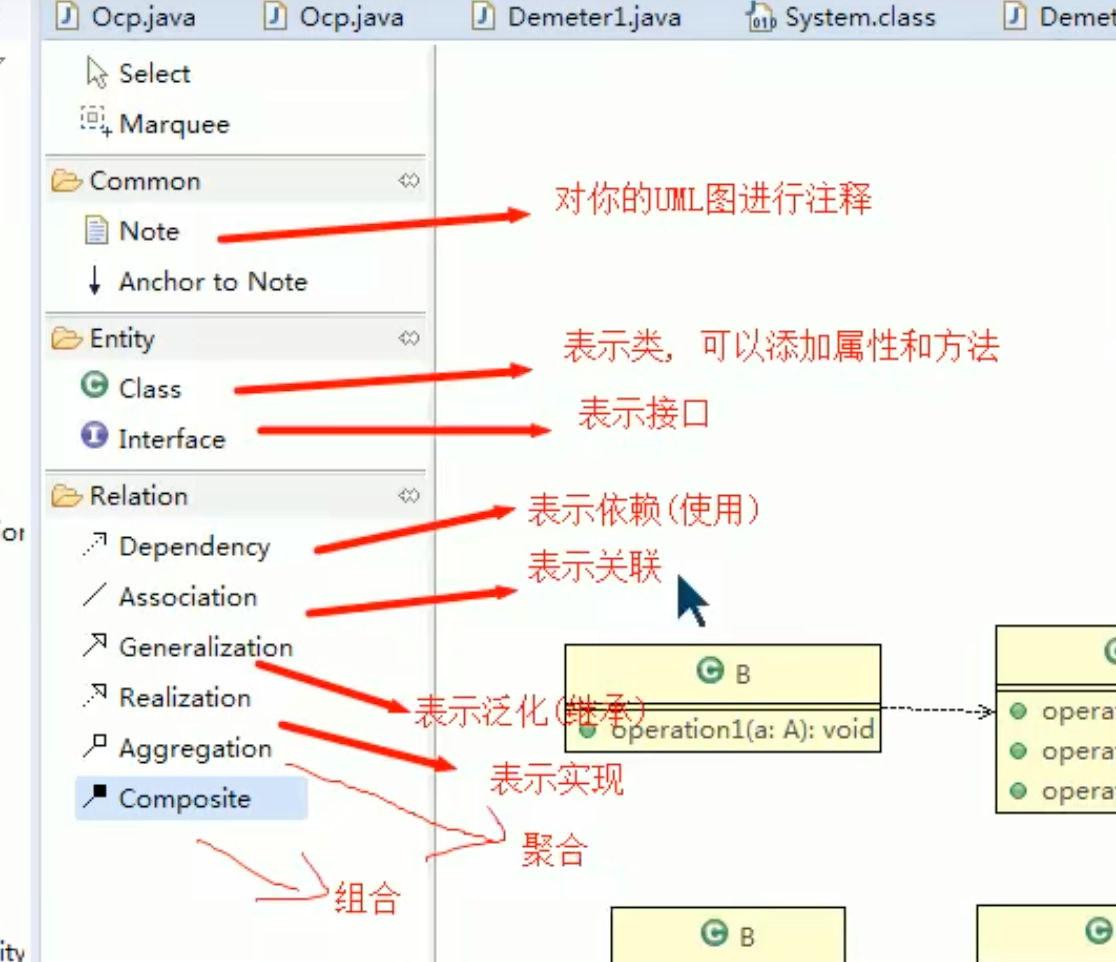 Ocp.java Ocp.java Demeter1.java System.class Demet
Select
Marquee
Common
对你的UML图进行注释
Note
Anchor to Note
Entity
表示类, 可以添加属性和方法
Class
表示接口
Interface
Relation
表示依赖(使用)
Dependency
表示关联
Association
Generalization
B
Realization
表示泛化(继承)
operation1(a: A): void
opera
opera
opera
Aggregation
表示实现
Composite
聚合
组合
B